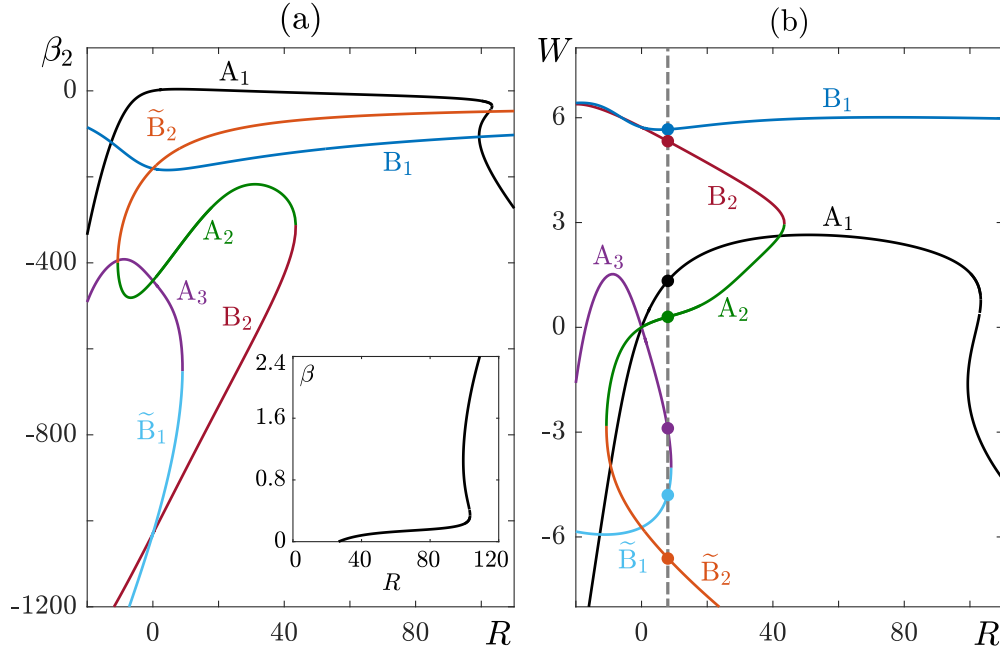 (a)
β₂
0
-400
-800
-1200
A₁
B̃₂
B₁
A₂
A₃
B₂
B̃₁
2.4
1.6
0.8
0
β
0 40 80 120
R
0 40 80 R
(b)
W
6
3
0
-3
-6
B₁
B₂
A₁
A₃
A₂
B̃₁
B̃₂
0 40 80 R